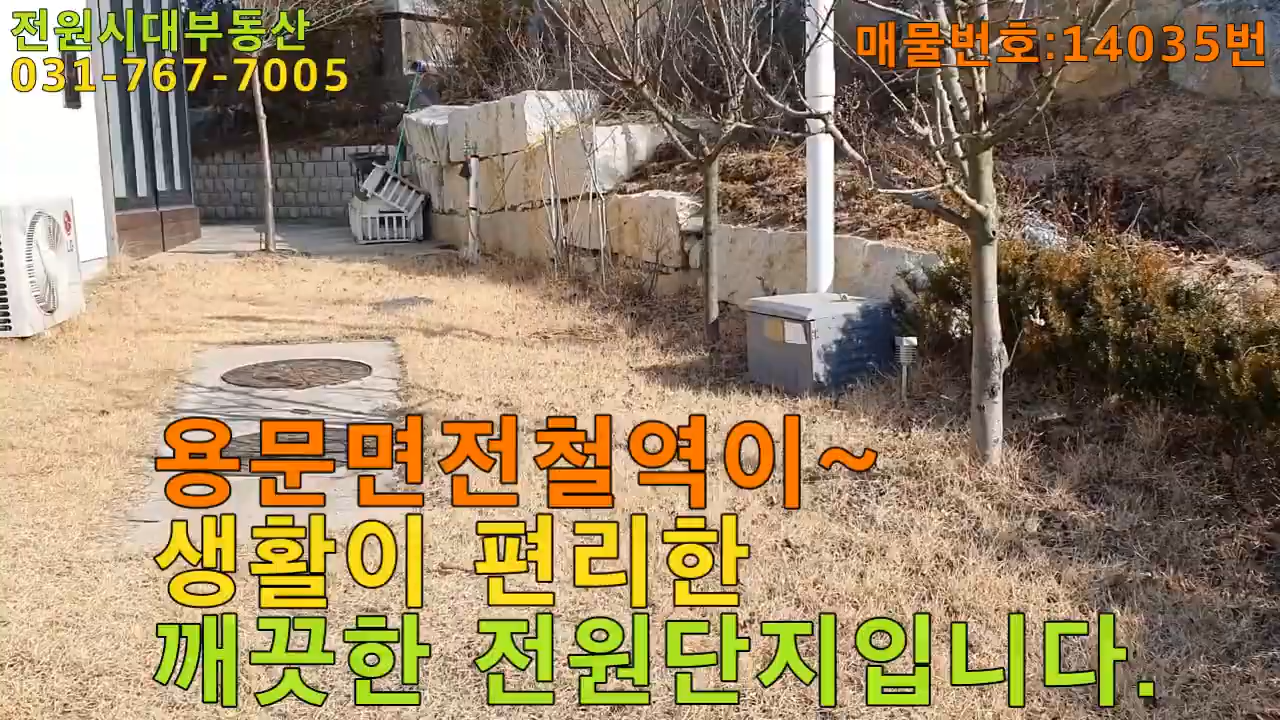 전원시대부동산
031-767-7005
매물번호:14035번
LG
용문면전철역이~
생활이 편리한
깨끗한 전원단지입니다.